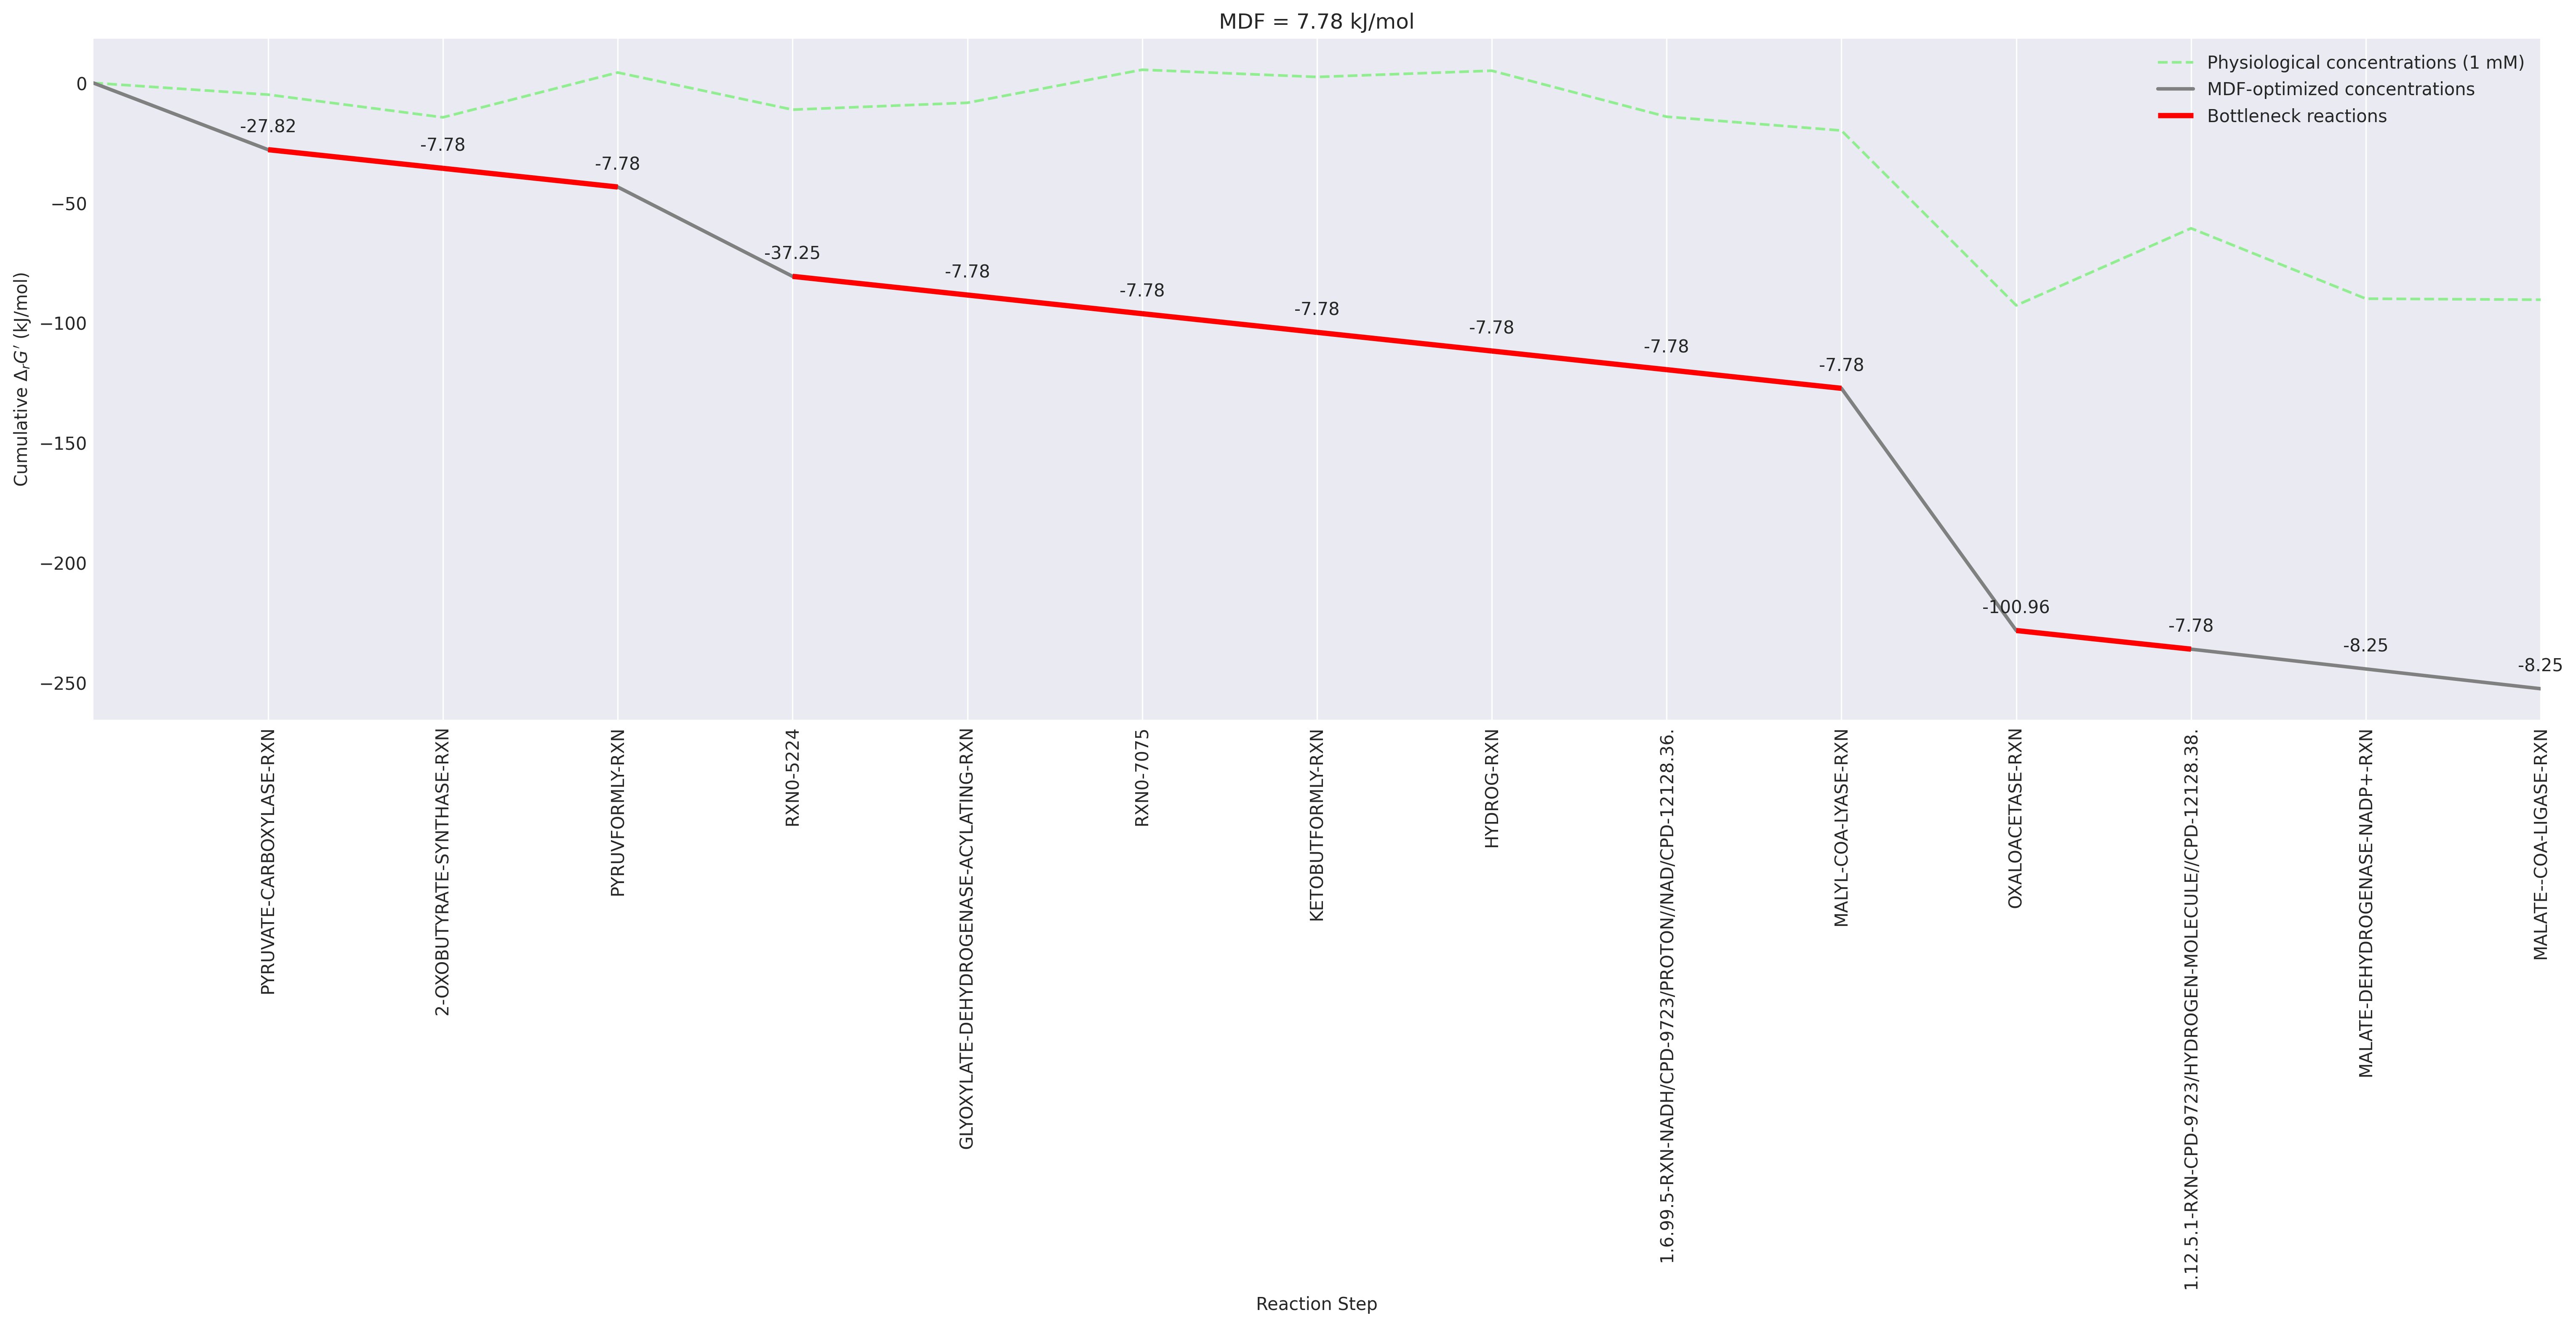 MDF = 7.78 kJ/mol
Physiological concentrations (1 mM)
MDF-optimized concentrations
Bottleneck reactions
Cumulative ΔrG′ (kJ/mol)
0
−50
−100
−150
−200
−250
-27.82
-7.78
-7.78
-37.25
-7.78
-7.78
-7.78
-7.78
-7.78
-7.78
-100.96
-7.78
-8.25
-8.25
PYRUVATE-CARBOXYLASE-RXN
2-OXOBUTYRATE-SYNTHASE-RXN
PYRUVFORMLY-RXN
RXN0-5224
GLYOXYLATE-DEHYDROGENASE-ACYLATING-RXN
RXN0-7075
KETOBUTFORMLY-RXN
HYDROG-RXN
1.6.99.5-RXN-NADH/CPD-9723/PROTON//NAD/CPD-12128.36.
MALYL-COA-LYASE-RXN
OXALOACETASE-RXN
1.12.5.1-RXN-CPD-9723/HYDROGEN-MOLECULE//CPD-12128.38.
MALATE-DEHYDROGENASE-NADP+-RXN
MALATE--COA-LIGASE-RXN
Reaction Step